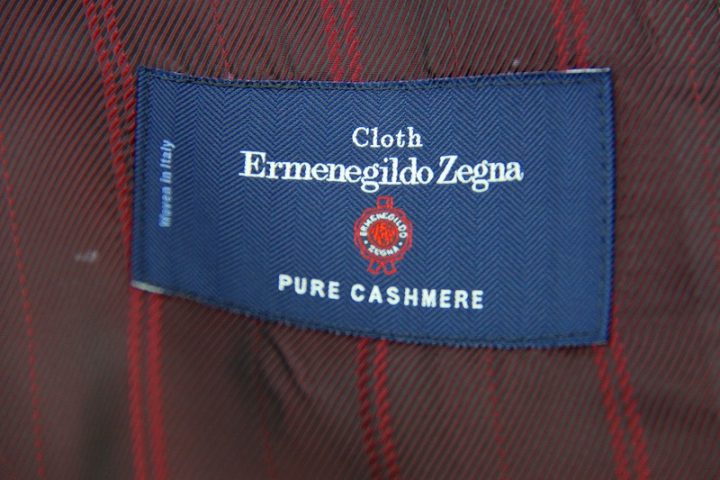 Woven in Italy
Cloth
Ermenegildo Zegna
ERMENEGILDO
ZEGNA
PURE CASHMERE